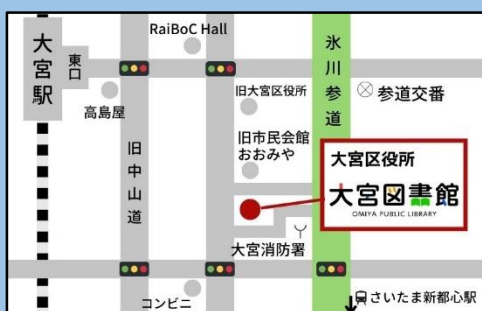 RaiBoC Hall
大宮駅
東口
高島屋
旧中山道
旧大宮区役所
旧市民会館
おおみや
氷川参道
参道交番
大宮区役所
大宮図書館
OMIYA PUBLIC LIBRARY
大宮消防署
コンビニ
さいたま新都心駅